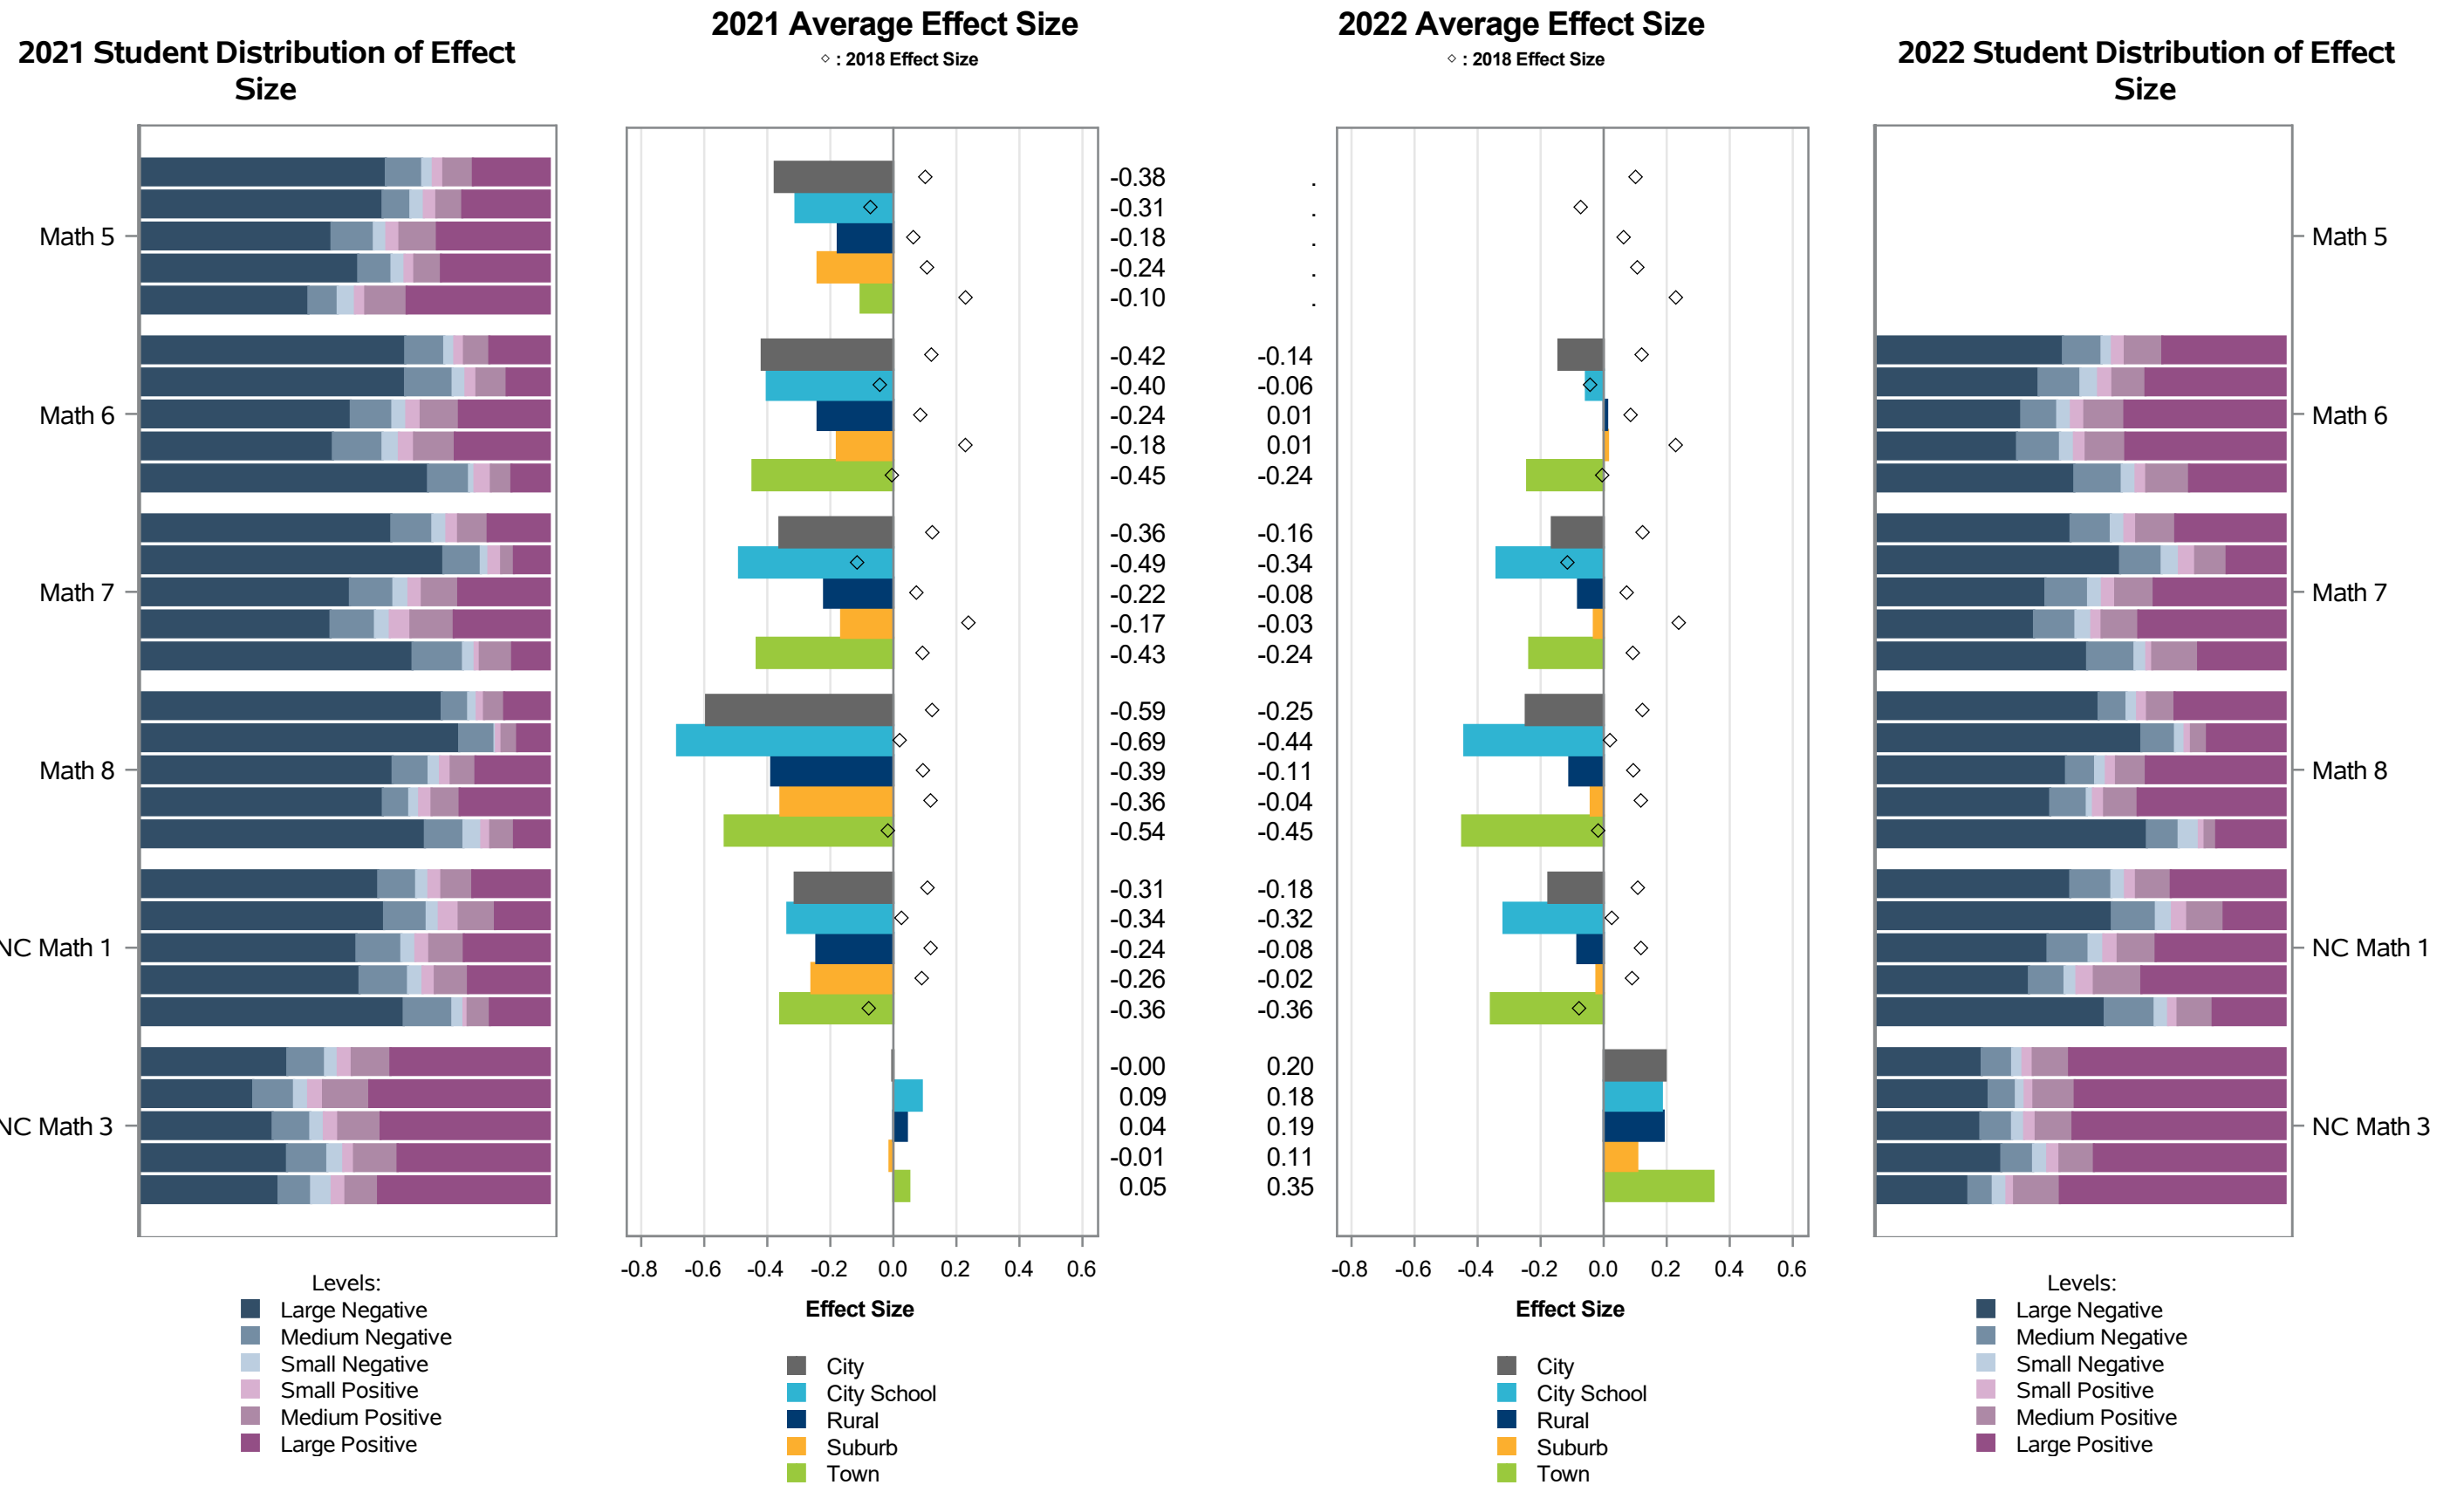 2021 Student Distribution of Effect
Size
Math 5
Math 6
Math 7
Math 8
NC Math 1
NC Math 3
Levels:
Large Negative
Medium Negative
Small Negative
Small Positive
Medium Positive
Large Positive
2021 Average Effect Size
◇ : 2018 Effect Size
-0.38
-0.31
-0.18
-0.24
-0.10
-0.42
-0.40
-0.24
-0.18
-0.45
-0.36
-0.49
-0.22
-0.17
-0.43
-0.59
-0.69
-0.39
-0.36
-0.54
-0.31
-0.34
-0.24
-0.26
-0.36
-0.00
0.09
0.04
-0.01
0.05
-0.8 -0.6 -0.4 -0.2 0.0 0.2 0.4 0.6
Effect Size
City
City School
Rural
Suburb
Town
2022 Average Effect Size
◇ : 2018 Effect Size
.
.
.
.
.
-0.14
-0.06
0.01
0.01
-0.24
-0.16
-0.34
-0.08
-0.03
-0.24
-0.25
-0.44
-0.11
-0.04
-0.45
-0.18
-0.32
-0.08
-0.02
-0.36
0.20
0.18
0.19
0.11
0.35
-0.8 -0.6 -0.4 -0.2 0.0 0.2 0.4 0.6
Effect Size
City
City School
Rural
Suburb
Town
2022 Student Distribution of Effect
Size
Math 5
Math 6
Math 7
Math 8
NC Math 1
NC Math 3
Levels:
Large Negative
Medium Negative
Small Negative
Small Positive
Medium Positive
Large Positive